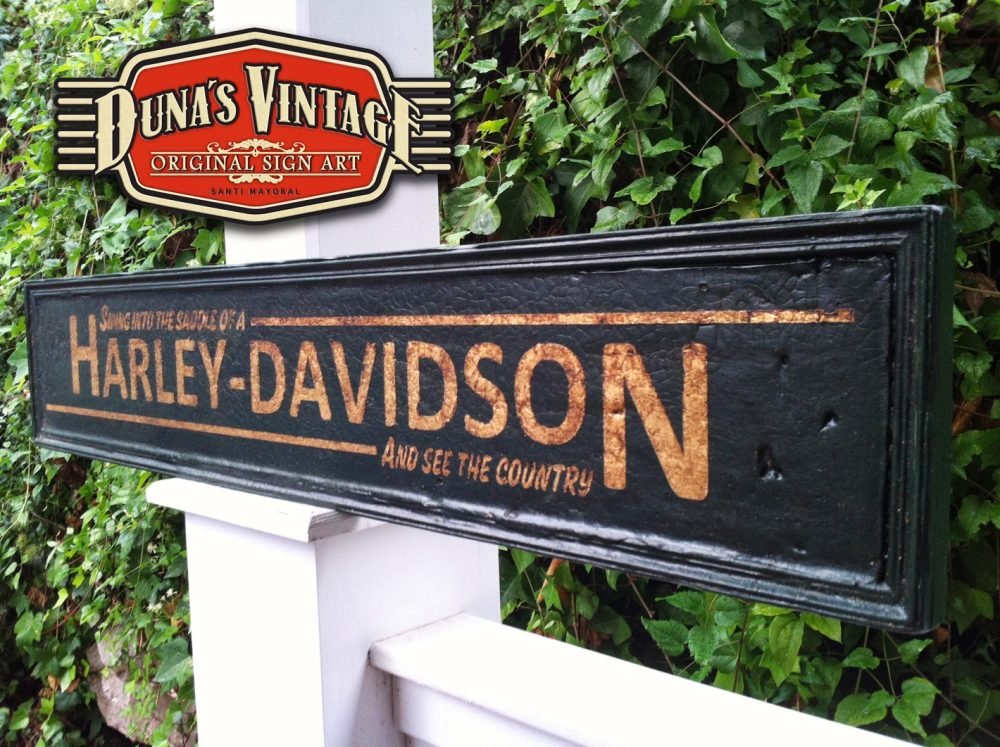 DUNA'S VINTAGE
ORIGINAL SIGN ART
SANTI MAYORAL
SWING INTO THE SADDLE OF A
HARLEY-DAVIDSON
AND SEE THE COUNTRY